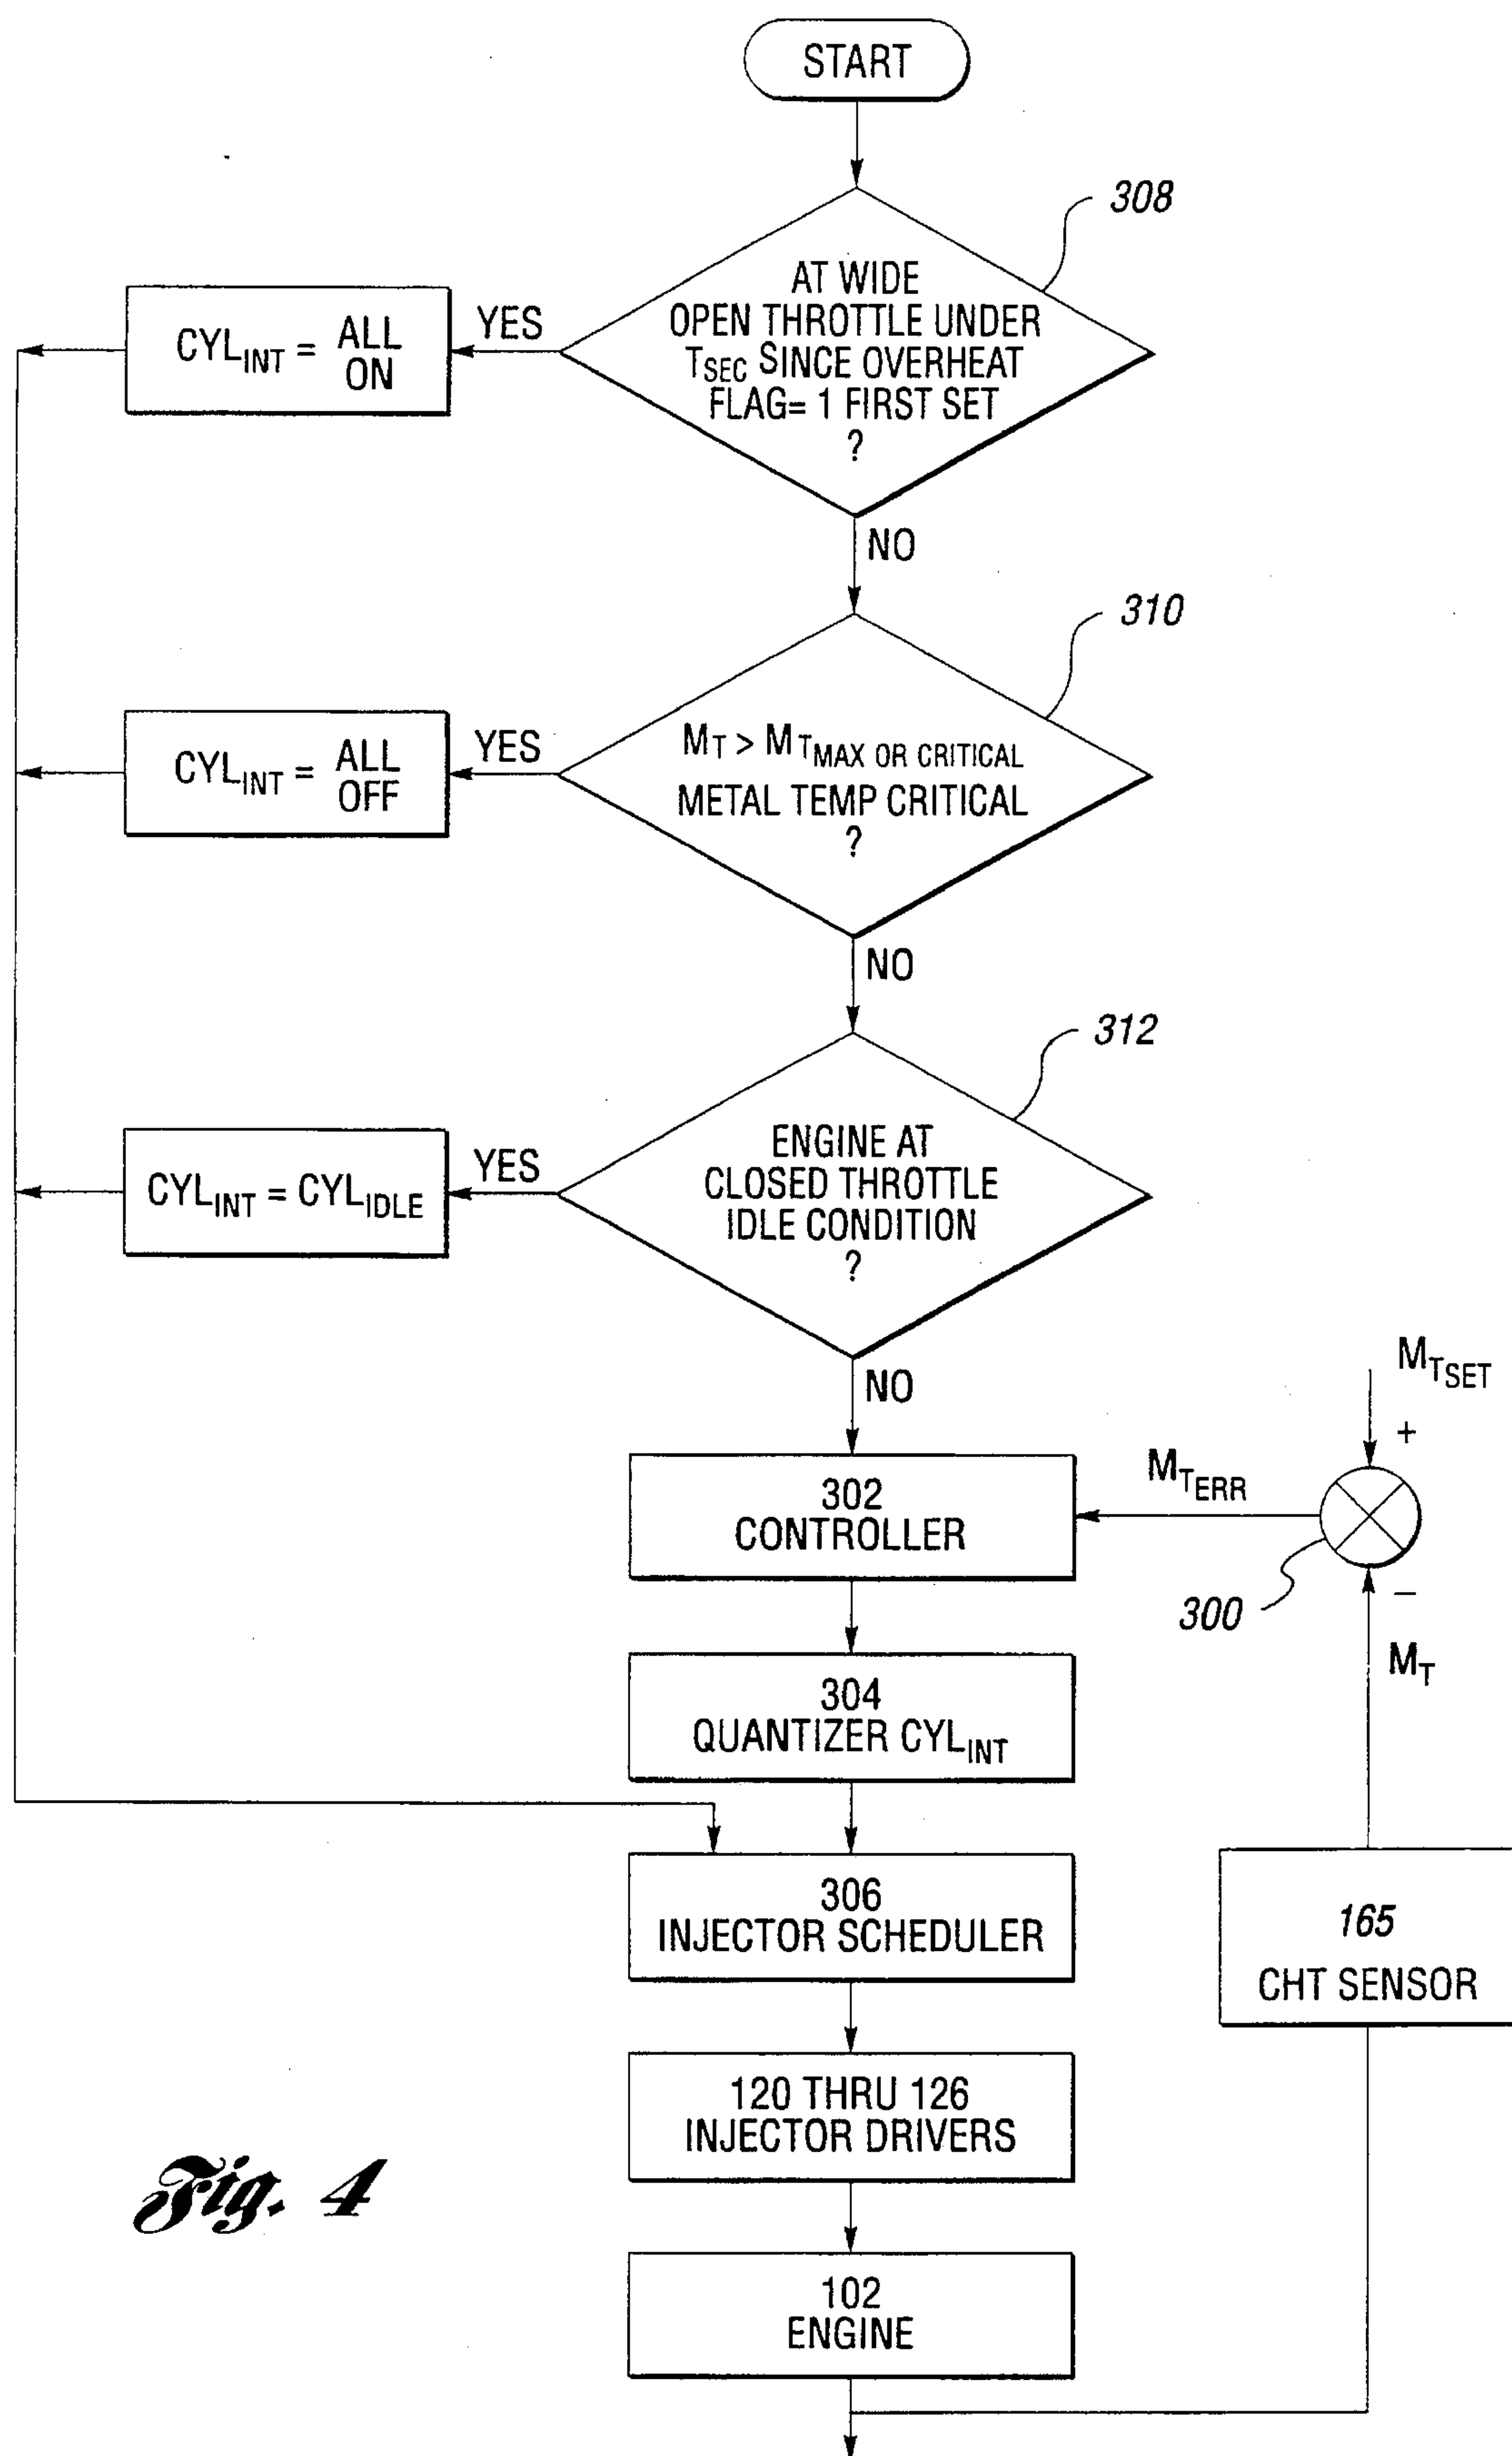 START
308
AT WIDE
OPEN THROTTLE UNDER
TSEC SINCE OVERHEAT
FLAG= 1 FIRST SET
?
YES
CYLINT = ALL
ON
NO
310
MT > MTMAX OR CRITICAL
METAL TEMP CRITICAL
?
YES
CYLINT = ALL
OFF
NO
312
ENGINE AT
CLOSED THROTTLE
IDLE CONDITION
?
YES
CYLINT = CYLIDLE
NO
MTSET
+
MTERR
302
CONTROLLER
300
−
MT
304
QUANTIZER CYLINT
306
INJECTOR SCHEDULER
165
CHT SENSOR
120 THRU 126
INJECTOR DRIVERS
102
ENGINE
Fig. 4